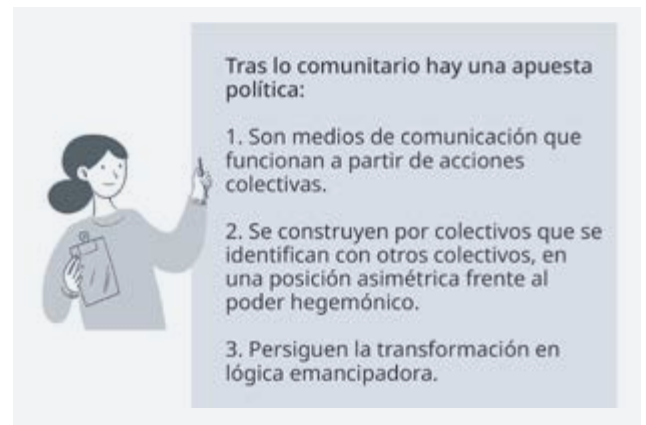 Tras lo comunitario hay una apuesta
política:
1. Son medios de comunicación que
funcionan a partir de acciones
colectivas.
2. Se construyen por colectivos que se
identifican con otros colectivos, en
una posición asimétrica frente al
poder hegemónico.
3. Persiguen la transformación en
lógica emancipadora.